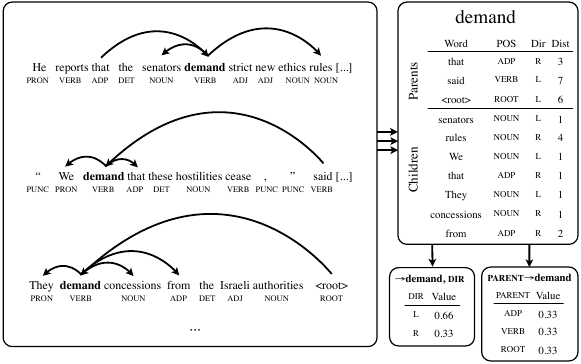 He reports that the senators demand strict new ethics rules [...]
PRON VERB ADP DET NOUN VERB ADJ ADJ NOUN NOUN
“ We demand that these hostilities cease , ” said [...]
PUNC PRON VERB ADP DET NOUN VERB PUNC PUNC VERB
They demand concessions from the Israeli authorities <root>
PRON VERB NOUN ADP DET ADJ NOUN ROOT
...
demand
Word POS Dir Dist
Parents
that ADP R 3
said VERB L 7
<root> ROOT L 6
Children
senators NOUN L 1
rules NOUN R 4
We NOUN L 1
that ADP R 1
They NOUN L 1
concessions NOUN R 1
from ADP R 2
→demand, DIR
DIR Value
L 0.66
R 0.33
PARENT→demand
PARENT Value
ADP 0.33
VERB 0.33
ROOT 0.33